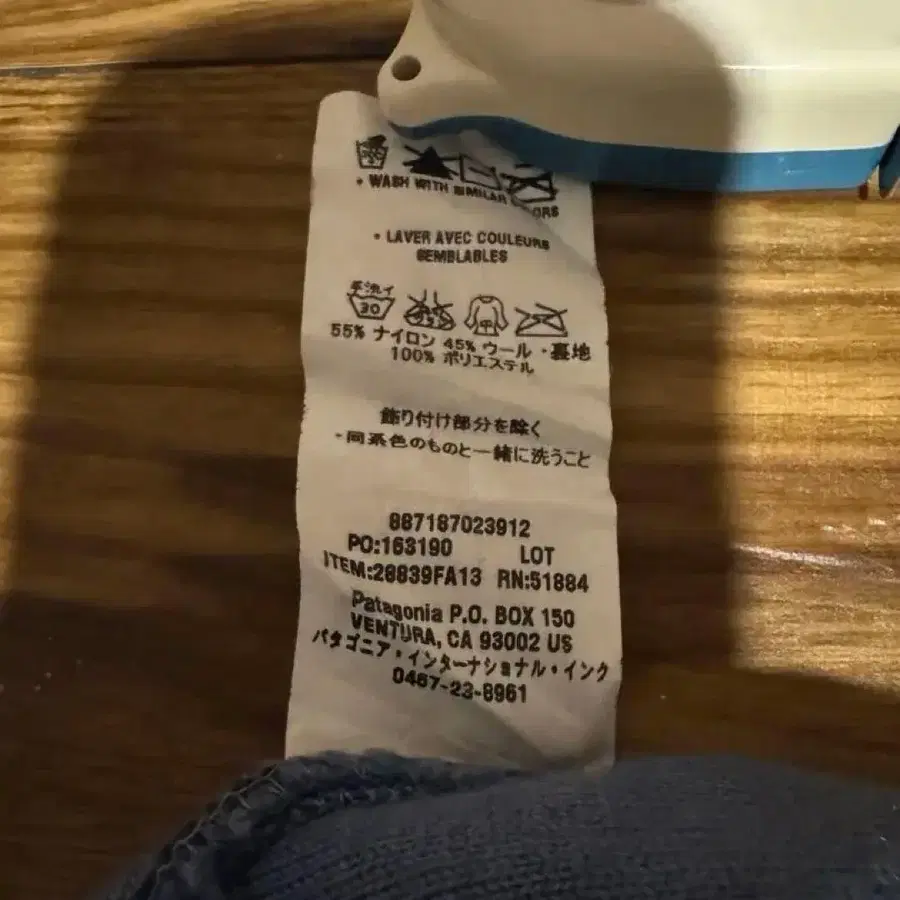 • WASH WITH SIMILAR COLORS
• LAVER AVEC COULEURS
SEMBLABLES
手洗イ
30
55% ナイロン 45% ウール・裏地
100% ポリエステル
飾り付け部分を除く
・同系色のものと一緒に洗うこと
887187023912
PO:163190 LOT
ITEM:28839FA13 RN:51884
Patagonia P.O. BOX 150
VENTURA, CA 93002 US
パタゴニア・インターナショナル・インク
0467-23-8961